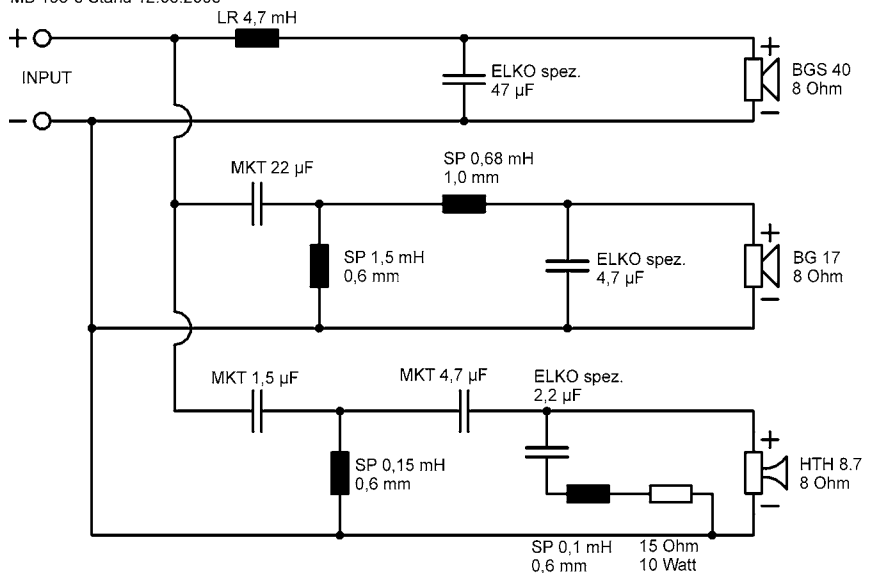 LR 4,7 mH
+
INPUT
ELKO spez.
47 µF
+
BGS 40
8 Ohm
−
−
MKT 22 µF
SP 0,68 mH
1,0 mm
SP 1,5 mH
0,6 mm
ELKO spez.
4,7 µF
+
BG 17
8 Ohm
−
MKT 1,5 µF
MKT 4,7 µF
ELKO spez.
2,2 µF
SP 0,15 mH
0,6 mm
+
HTH 8.7
8 Ohm
−
SP 0,1 mH
0,6 mm
15 Ohm
10 Watt